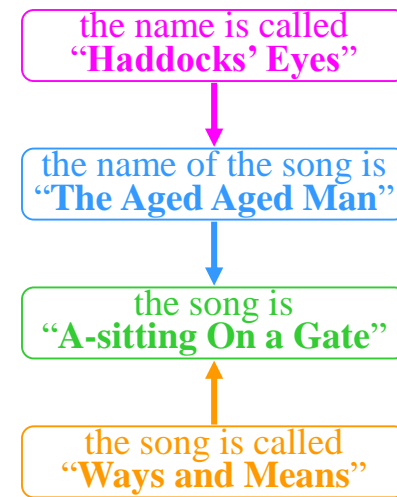 the name is called
“Haddocks’ Eyes”
the name of the song is
“The Aged Aged Man”
the song is
“A-sitting On a Gate”
the song is called
“Ways and Means”